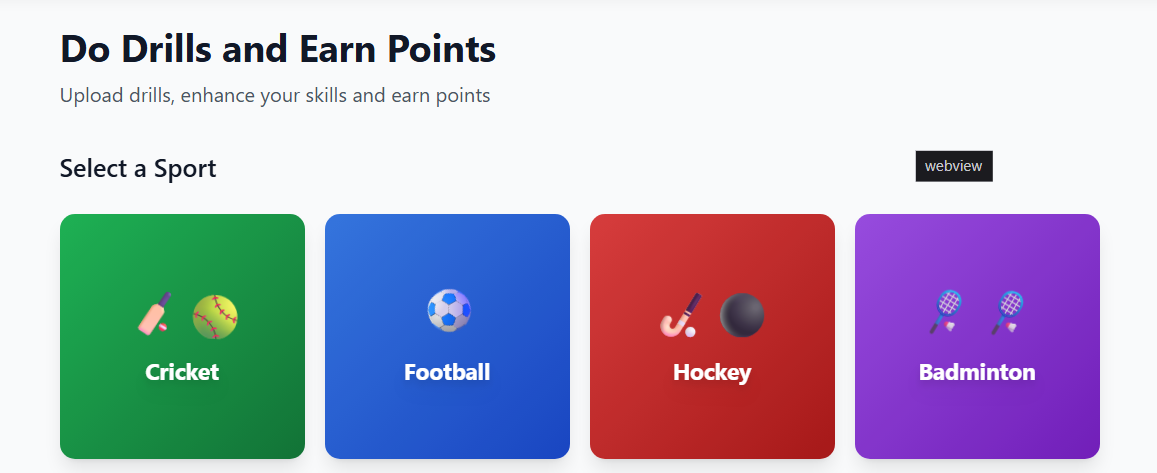 Do Drills and Earn Points
Upload drills, enhance your skills and earn points
Select a Sport
webview
Cricket
Football
Hockey
Badminton